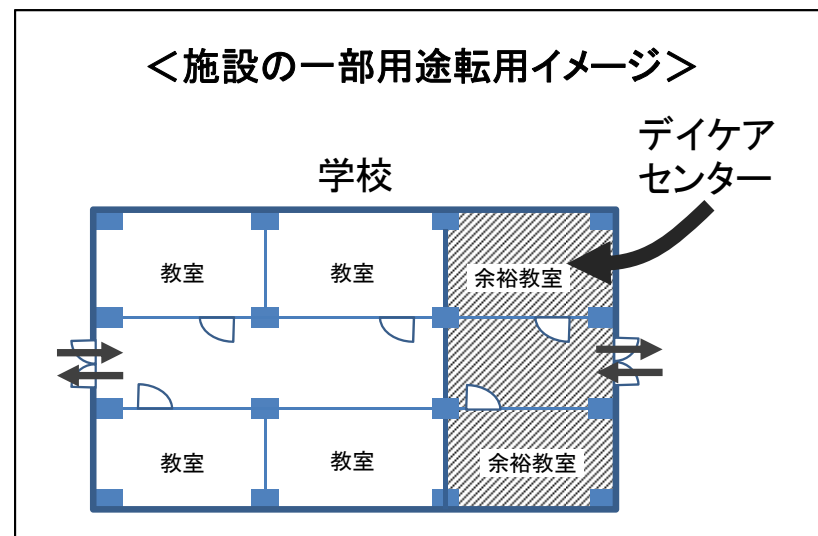 ＜施設の一部用途転用イメージ＞
デイケア
センター
学校
教室
教室
余裕教室
教室
教室
余裕教室